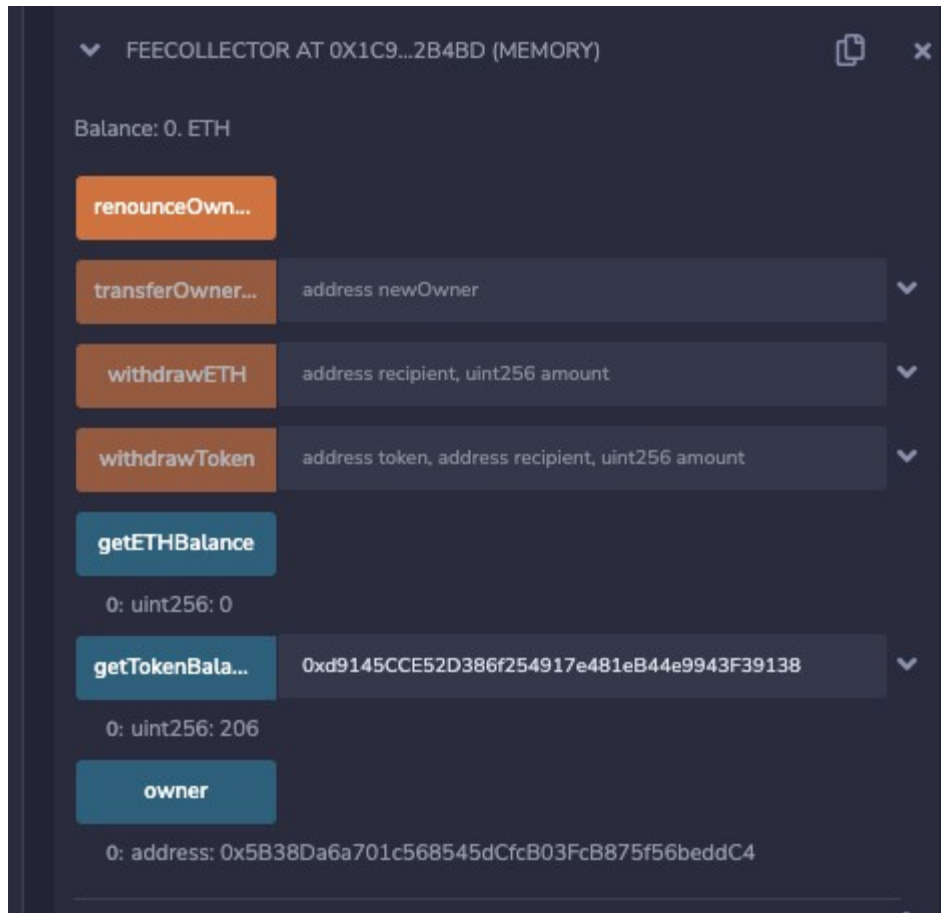 FEECOLLECTOR AT 0X1C9...2B4BD (MEMORY)
Balance: 0. ETH
renounceOwn...
transferOwner... address newOwner
withdrawETH address recipient, uint256 amount
withdrawToken address token, address recipient, uint256 amount
getETHBalance
0: uint256: 0
getTokenBala... 0xd9145CCE52D386f254917e481eB44e9943F39138
0: uint256: 206
owner
0: address: 0x5B38Da6a701c568545dCfcB03FcB875f56beddC4